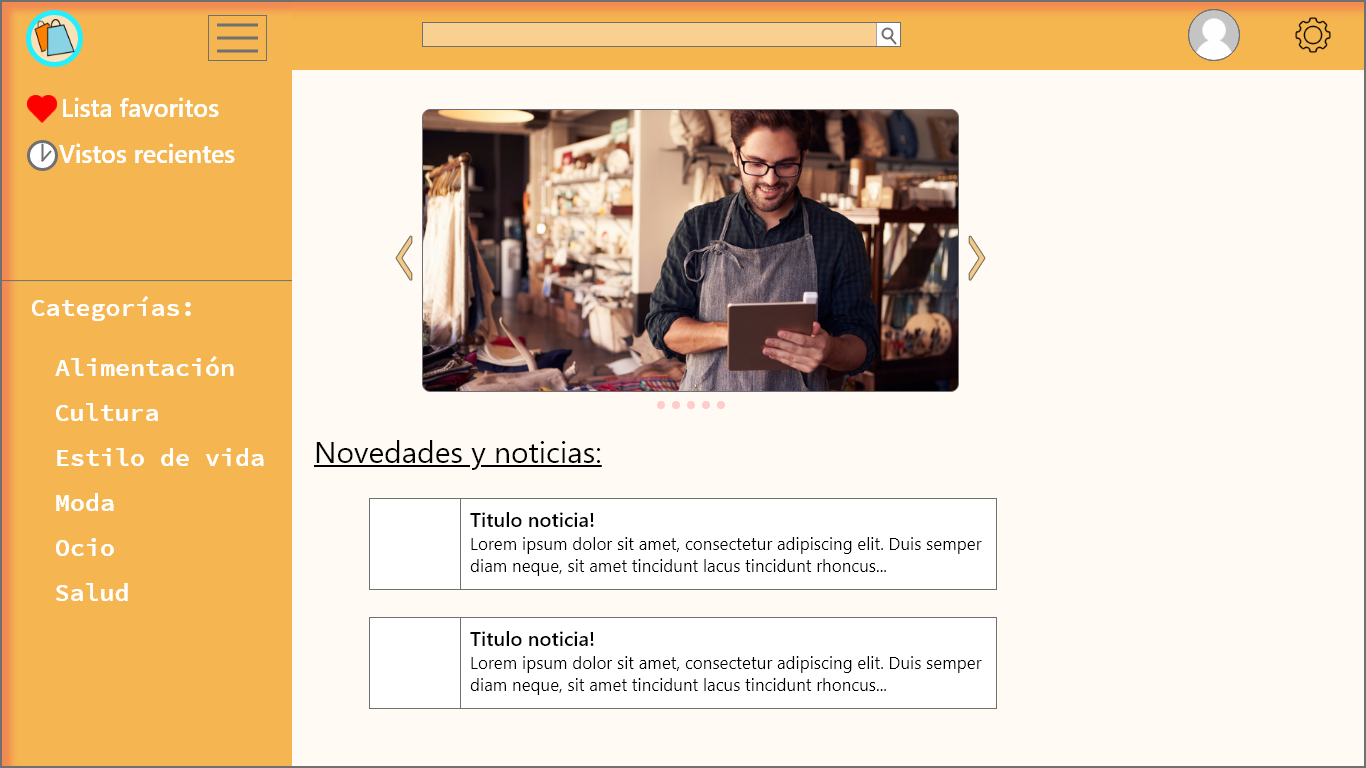 Lista favoritos
Vistos recientes
Categorías:
Alimentación
Cultura
Estilo de vida
Moda
Ocio
Salud
Novedades y noticias:
Titulo noticia!
Lorem ipsum dolor sit amet, consectetur adipiscing elit. Duis semper
diam neque, sit amet tincidunt lacus tincidunt rhoncus...
Titulo noticia!
Lorem ipsum dolor sit amet, consectetur adipiscing elit. Duis semper
diam neque, sit amet tincidunt lacus tincidunt rhoncus...